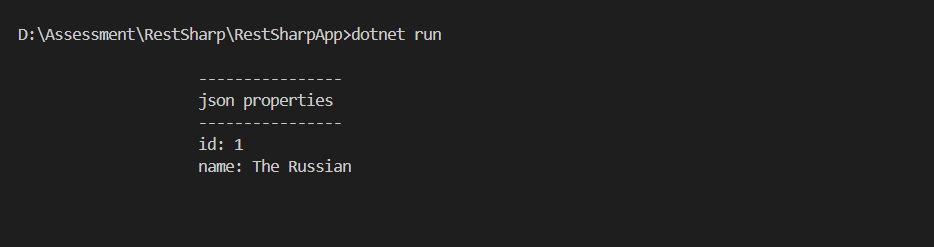 D:\Assessment\RestSharp\RestSharpApp>dotnet run
----------------
json properties
----------------
id: 1
name: The Russian